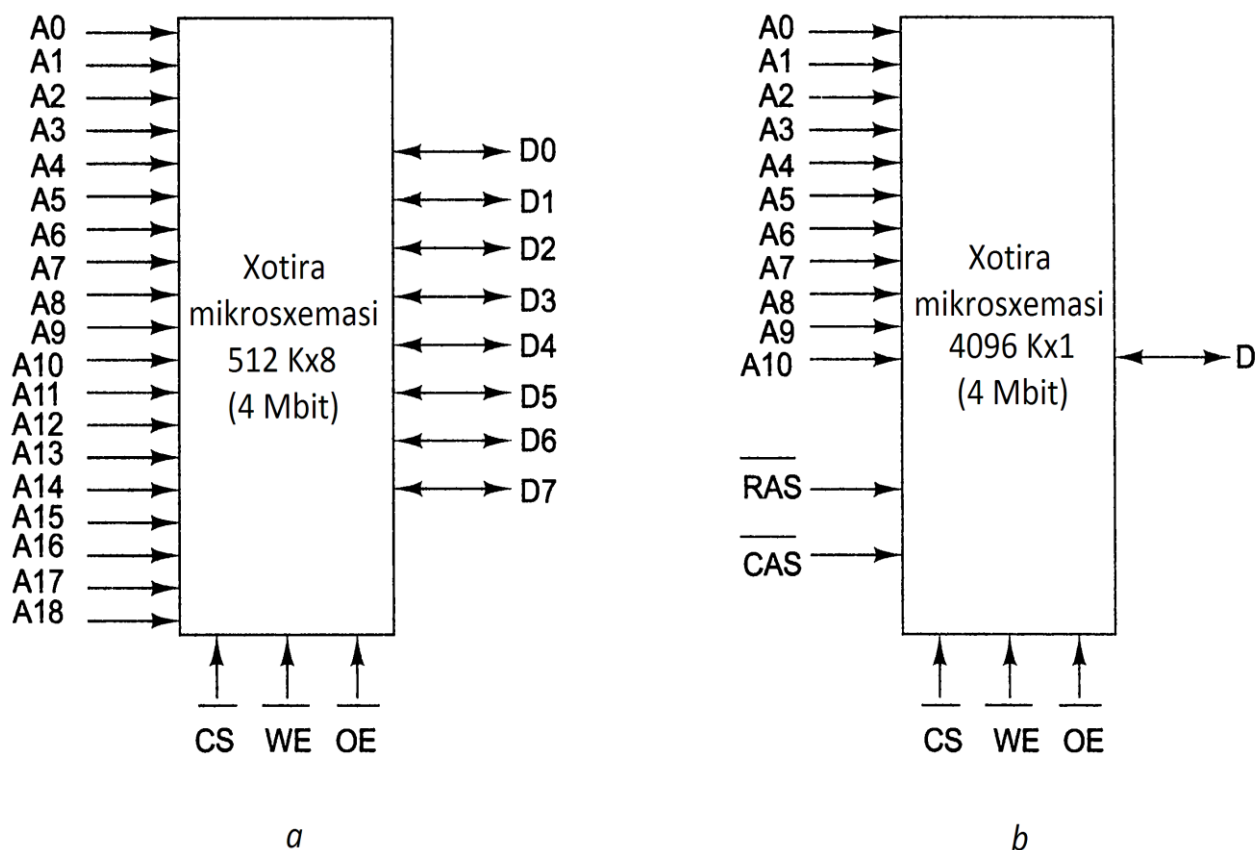 A0
A1
A2
A3
A4
A5
A6
A7
A8
A9
A10
A11
A12
A13
A14
A15
A16
A17
A18
Xotira
mikrosxemasi
512 Kx8
(4 Mbit)
D0
D1
D2
D3
D4
D5
D6
D7
CS WE OE
a
A0
A1
A2
A3
A4
A5
A6
A7
A8
A9
A10
RAS
CAS
Xotira
mikrosxemasi
4096 Kx1
(4 Mbit)
D
CS WE OE
b